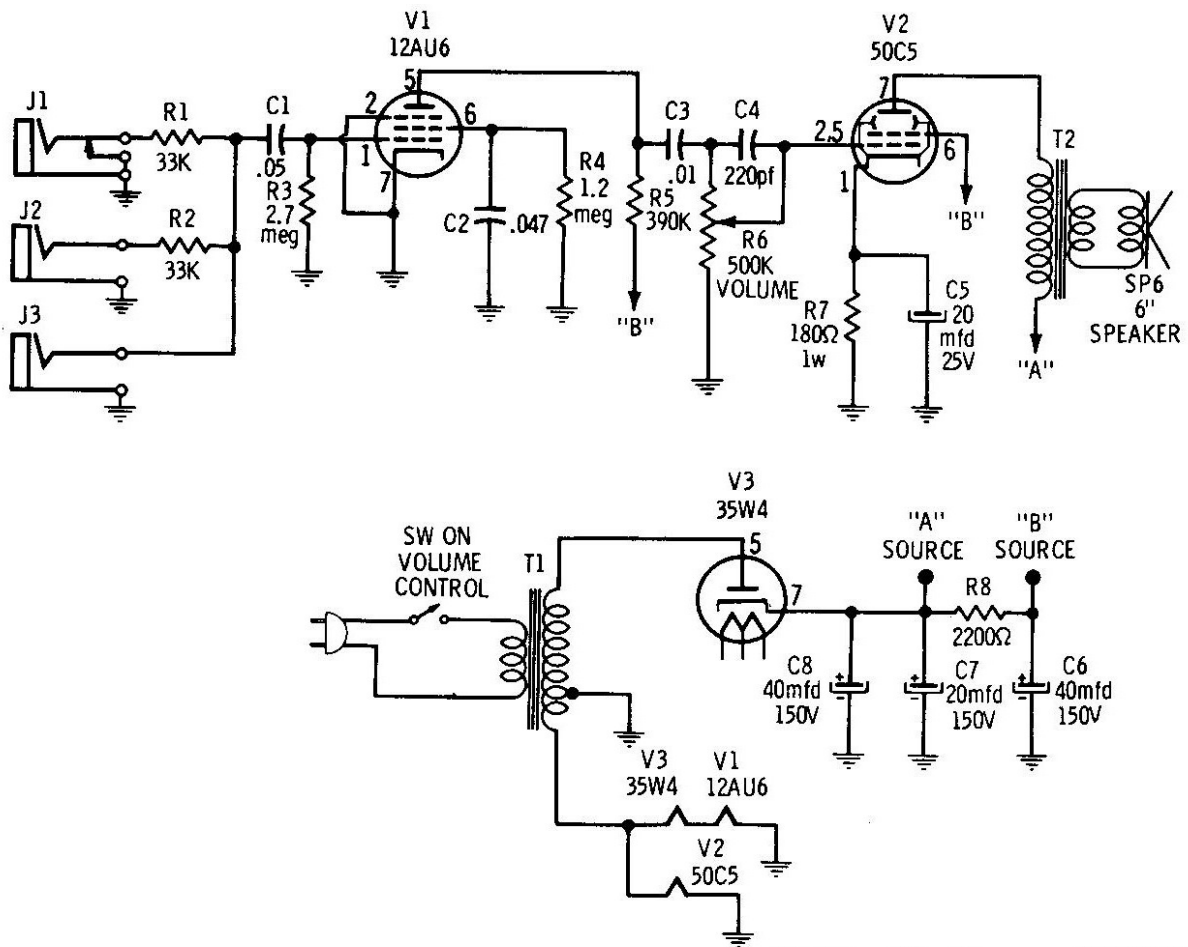 V1
12AU6
V2
50C5
J1
R1
33K
C1
.05
5
2
6
1
7
R3
2.7
meg
R4
1.2
meg
C2
.047
J2
R2
33K
J3
C3
.01
C4
220pf
R5
390K
"B"
R6
500K
VOLUME
7
2.5
6
1
"B"
R7
180Ω
1w
C5
20
mfd
25V
T2
"A"
SP6
6"
SPEAKER
V3
35W4
5
7
SW ON
VOLUME
CONTROL
T1
"A"
SOURCE
"B"
SOURCE
R8
2200Ω
C8
40mfd
150V
+
-
C7
20mfd
150V
+
-
C6
40mfd
150V
+
-
V3
35W4
V1
12AU6
V2
50C5